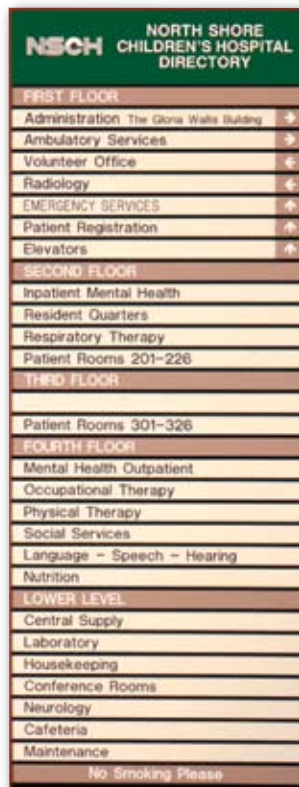 NSCH
NORTH SHORE
CHILDREN'S HOSPITAL
DIRECTORY
FIRST FLOOR
Administration The Gloria Wallis Building →
Ambulatory Services →
Volunteer Office ←
Radiology ←
EMERGENCY SERVICES ↑
Patient Registration ↑
Elevators ↑
SECOND FLOOR
Inpatient Mental Health
Resident Quarters
Respiratory Therapy
Patient Rooms 201-226
THIRD FLOOR
Patient Rooms 301-326
FOURTH FLOOR
Mental Health Outpatient
Occupational Therapy
Physical Therapy
Social Services
Language - Speech - Hearing
Nutrition
LOWER LEVEL
Central Supply
Laboratory
Housekeeping
Conference Rooms
Neurology
Cafeteria
Maintenance
No Smoking Please